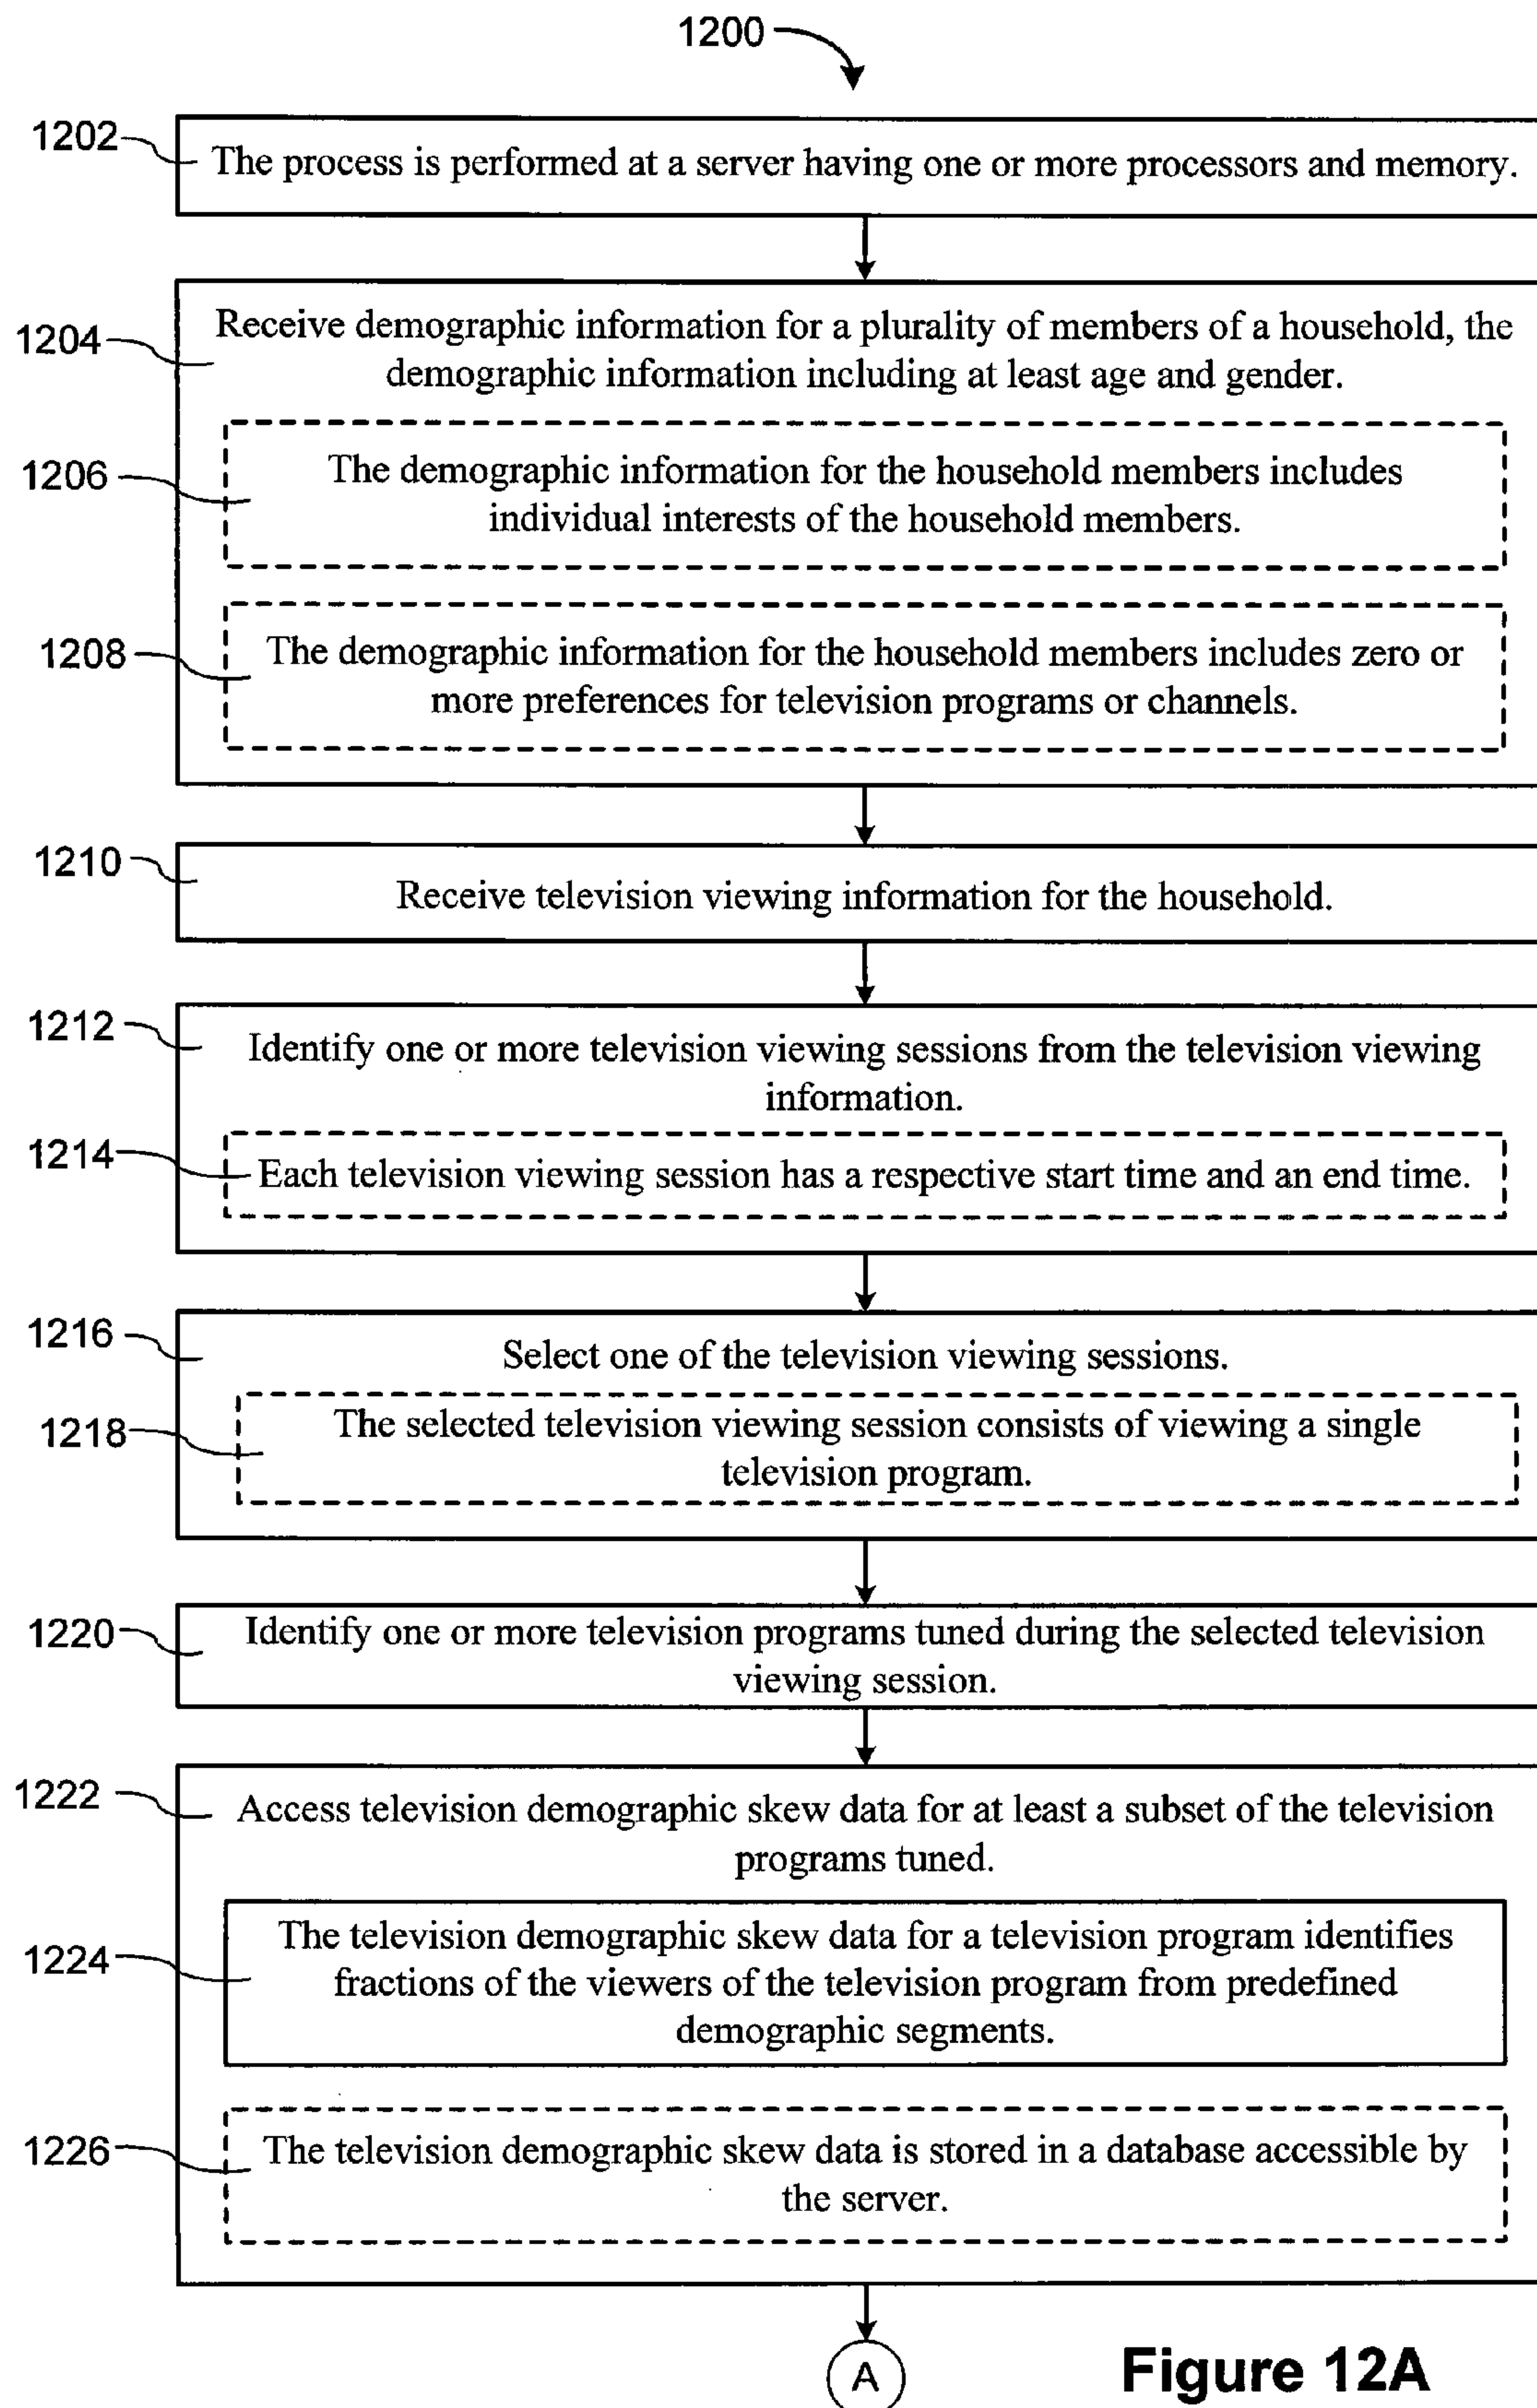 1200
1202
The process is performed at a server having one or more processors and memory.
1204
Receive demographic information for a plurality of members of a household, the
demographic information including at least age and gender.
1206
The demographic information for the household members includes
individual interests of the household members.
1208
The demographic information for the household members includes zero or
more preferences for television programs or channels.
1210
Receive television viewing information for the household.
1212
Identify one or more television viewing sessions from the television viewing
information.
1214
Each television viewing session has a respective start time and an end time.
1216
Select one of the television viewing sessions.
1218
The selected television viewing session consists of viewing a single
television program.
1220
Identify one or more television programs tuned during the selected television
viewing session.
1222
Access television demographic skew data for at least a subset of the television
programs tuned.
1224
The television demographic skew data for a television program identifies
fractions of the viewers of the television program from predefined
demographic segments.
1226
The television demographic skew data is stored in a database accessible by
the server.
A
Figure 12A